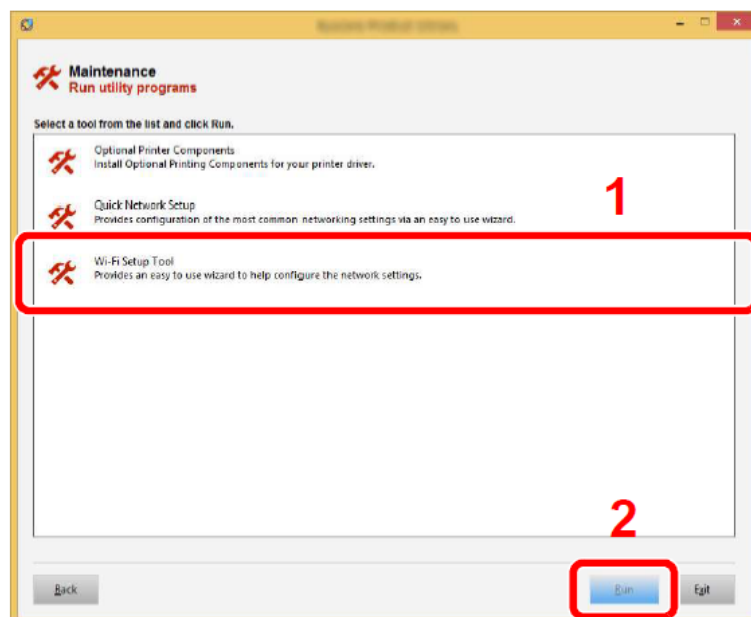 Maintenance
Run utility programs
Select a tool from the list and click Run.
Optional Printer Components
Install Optional Printing Components for your printer driver.
1
Quick Network Setup
Provides configuration of the most common networking settings via an easy to use wizard.
Wi-Fi Setup Tool
Provides an easy to use wizard to help configure the network settings.
2
Back
Run
Exit